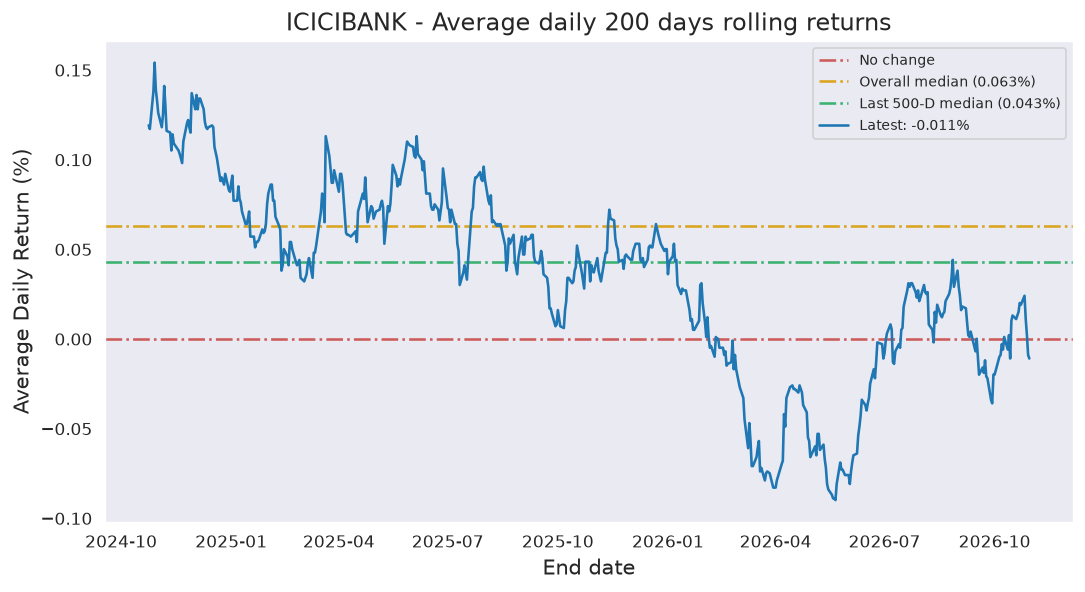 ICICIBANK - Average daily 200 days rolling returns
No change
Overall median (0.063%)
Last 500-D median (0.043%)
Latest: -0.011%
Average Daily Return (%)
0.15
0.10
0.05
0.00
−0.05
−0.10
2024-10 2025-01 2025-04 2025-07 2025-10 2026-01 2026-04 2026-07 2026-10
End date